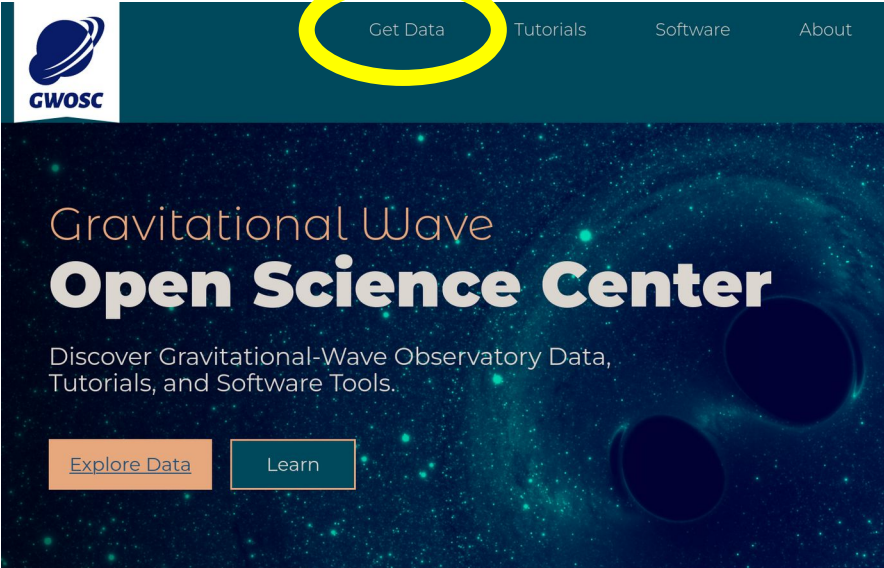 Get Data Tutorials Software About
GWOSC
Gravitational Wave
Open Science Center
Discover Gravitational-Wave Observatory Data,
Tutorials, and Software Tools.
Explore Data Learn